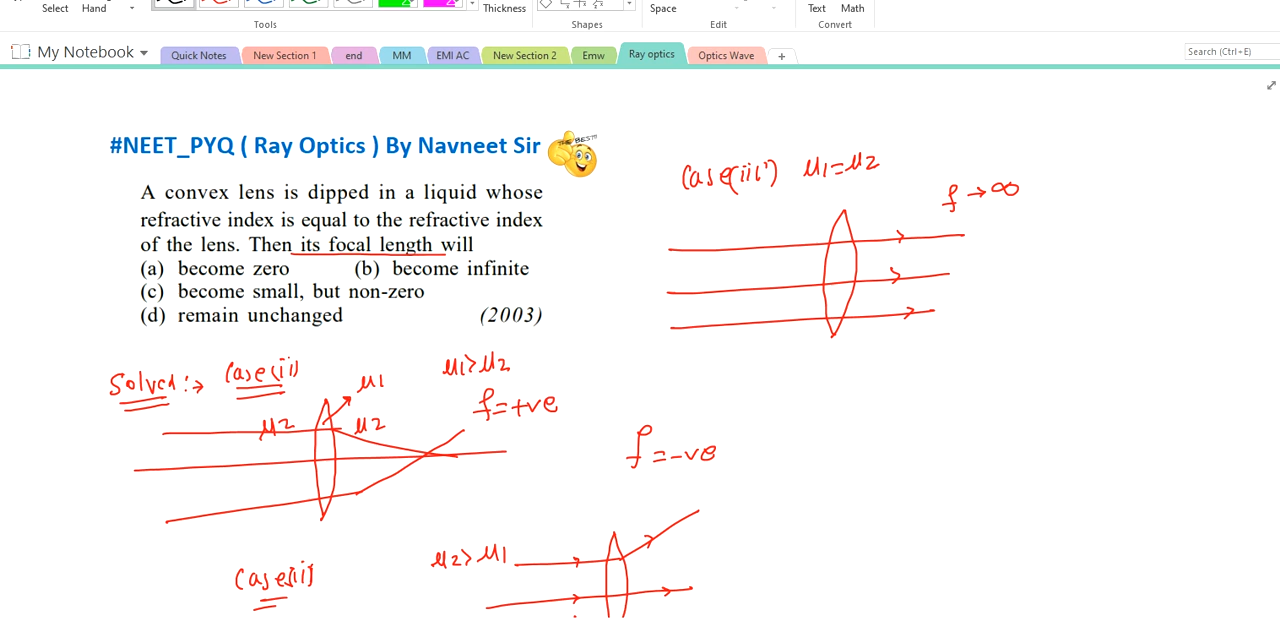 Select Hand Thickness Space Text Math
Tools Shapes Edit Convert
My Notebook Quick Notes New Section 1 end MM EMI AC New Section 2 Emw Ray optics Optics Wave + Search (Ctrl+E)
#NEET_PYQ ( Ray Optics ) By Navneet Sir
A convex lens is dipped in a liquid whose
refractive index is equal to the refractive index
of the lens. Then its focal length will
(a) become zero (b) become infinite
(c) become small, but non-zero
(d) remain unchanged (2003)
Case(iii) μ1=μ2
f→∞
Solved:→ Case(i)
μ1>μ2
μ1
f=+ve
μ2 μ2
f=-ve
μ2>μ1
Case(ii)